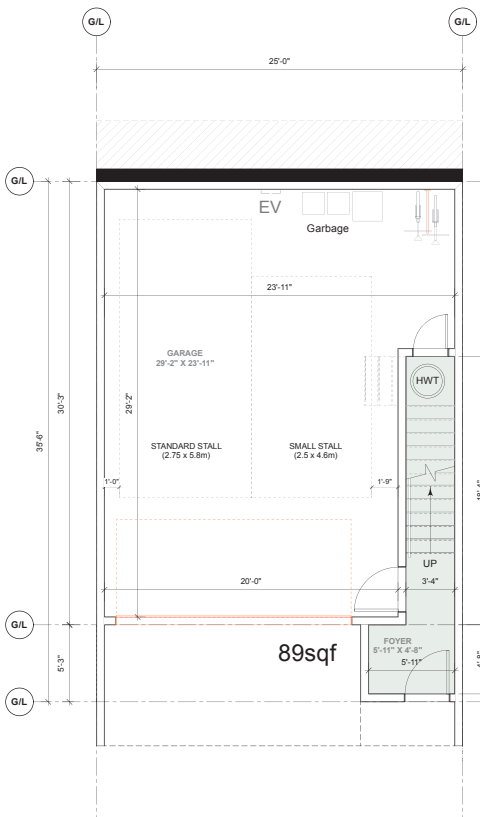 G/L
G/L
25'-0"
G/L
EV
Garbage
23'-11"
GARAGE
29'-2" X 23'-11"
HWT
35'-6"
30'-3"
29'-2"
STANDARD STALL
(2.75 x 5.8m)
SMALL STALL
(2.5 x 4.6m)
1'-0"
1'-9"
UP
20'-0"
3'-4"
G/L
89sqf
FOYER
5'-11" X 4'-8"
5'-11"
5'-3"
4'-8"
G/L